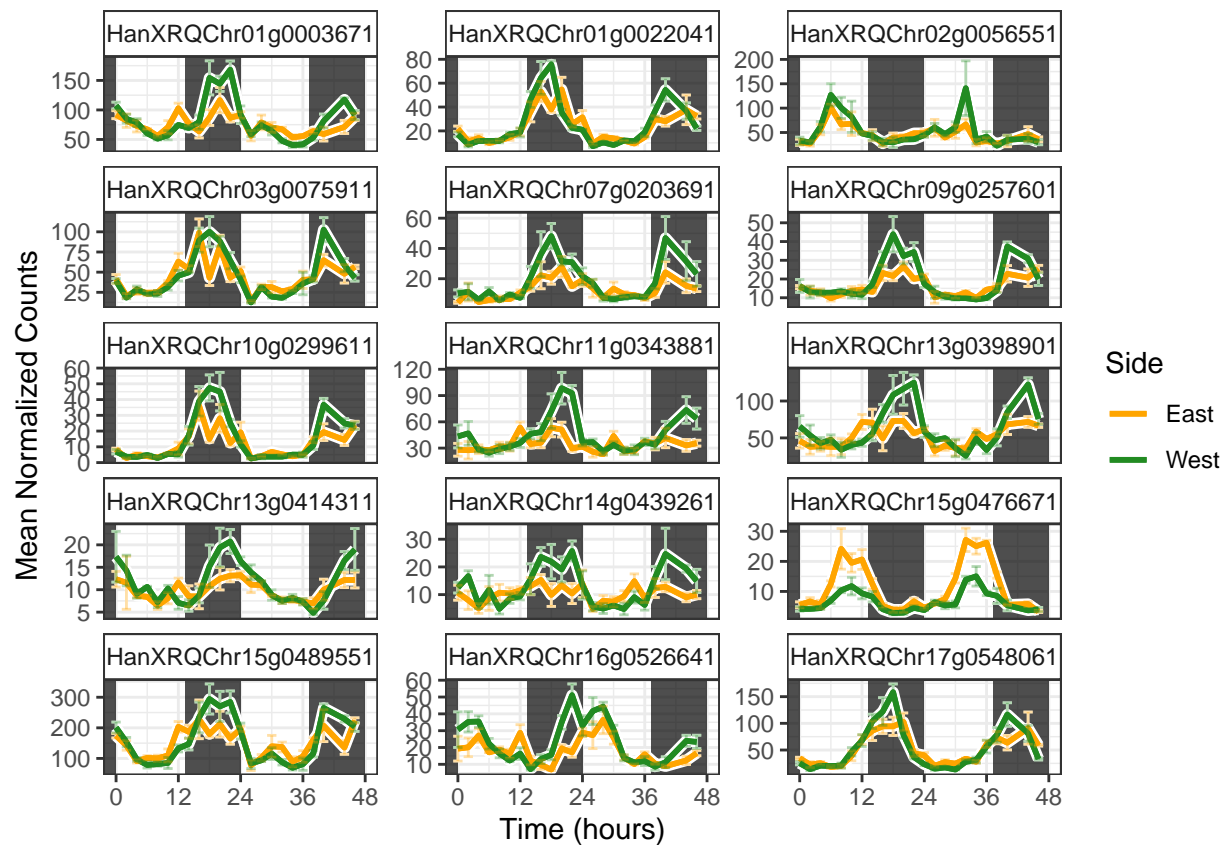 HanXRQChr01g0003671 HanXRQChr01g0022041 HanXRQChr02g0056551
150 100 50
80 60 40 20
200 150 100 50
HanXRQChr03g0075911 HanXRQChr07g0203691 HanXRQChr09g0257601
100 75 50 25
60 40 20
50 40 30 20 10
HanXRQChr10g0299611 HanXRQChr11g0343881 HanXRQChr13g0398901
60 50 40 30 20 10 0
120 90 60 30
100 50
HanXRQChr13g0414311 HanXRQChr14g0439261 HanXRQChr15g0476671
20 15 10 5
30 20 10
30 20 10
HanXRQChr15g0489551 HanXRQChr16g0526641 HanXRQChr17g0548061
300 200 100
60 50 40 30 20 10
150 100 50
0 12 24 36 48 0 12 24 36 48 0 12 24 36 48
Time (hours)
Mean Normalized Counts
Side
East
West